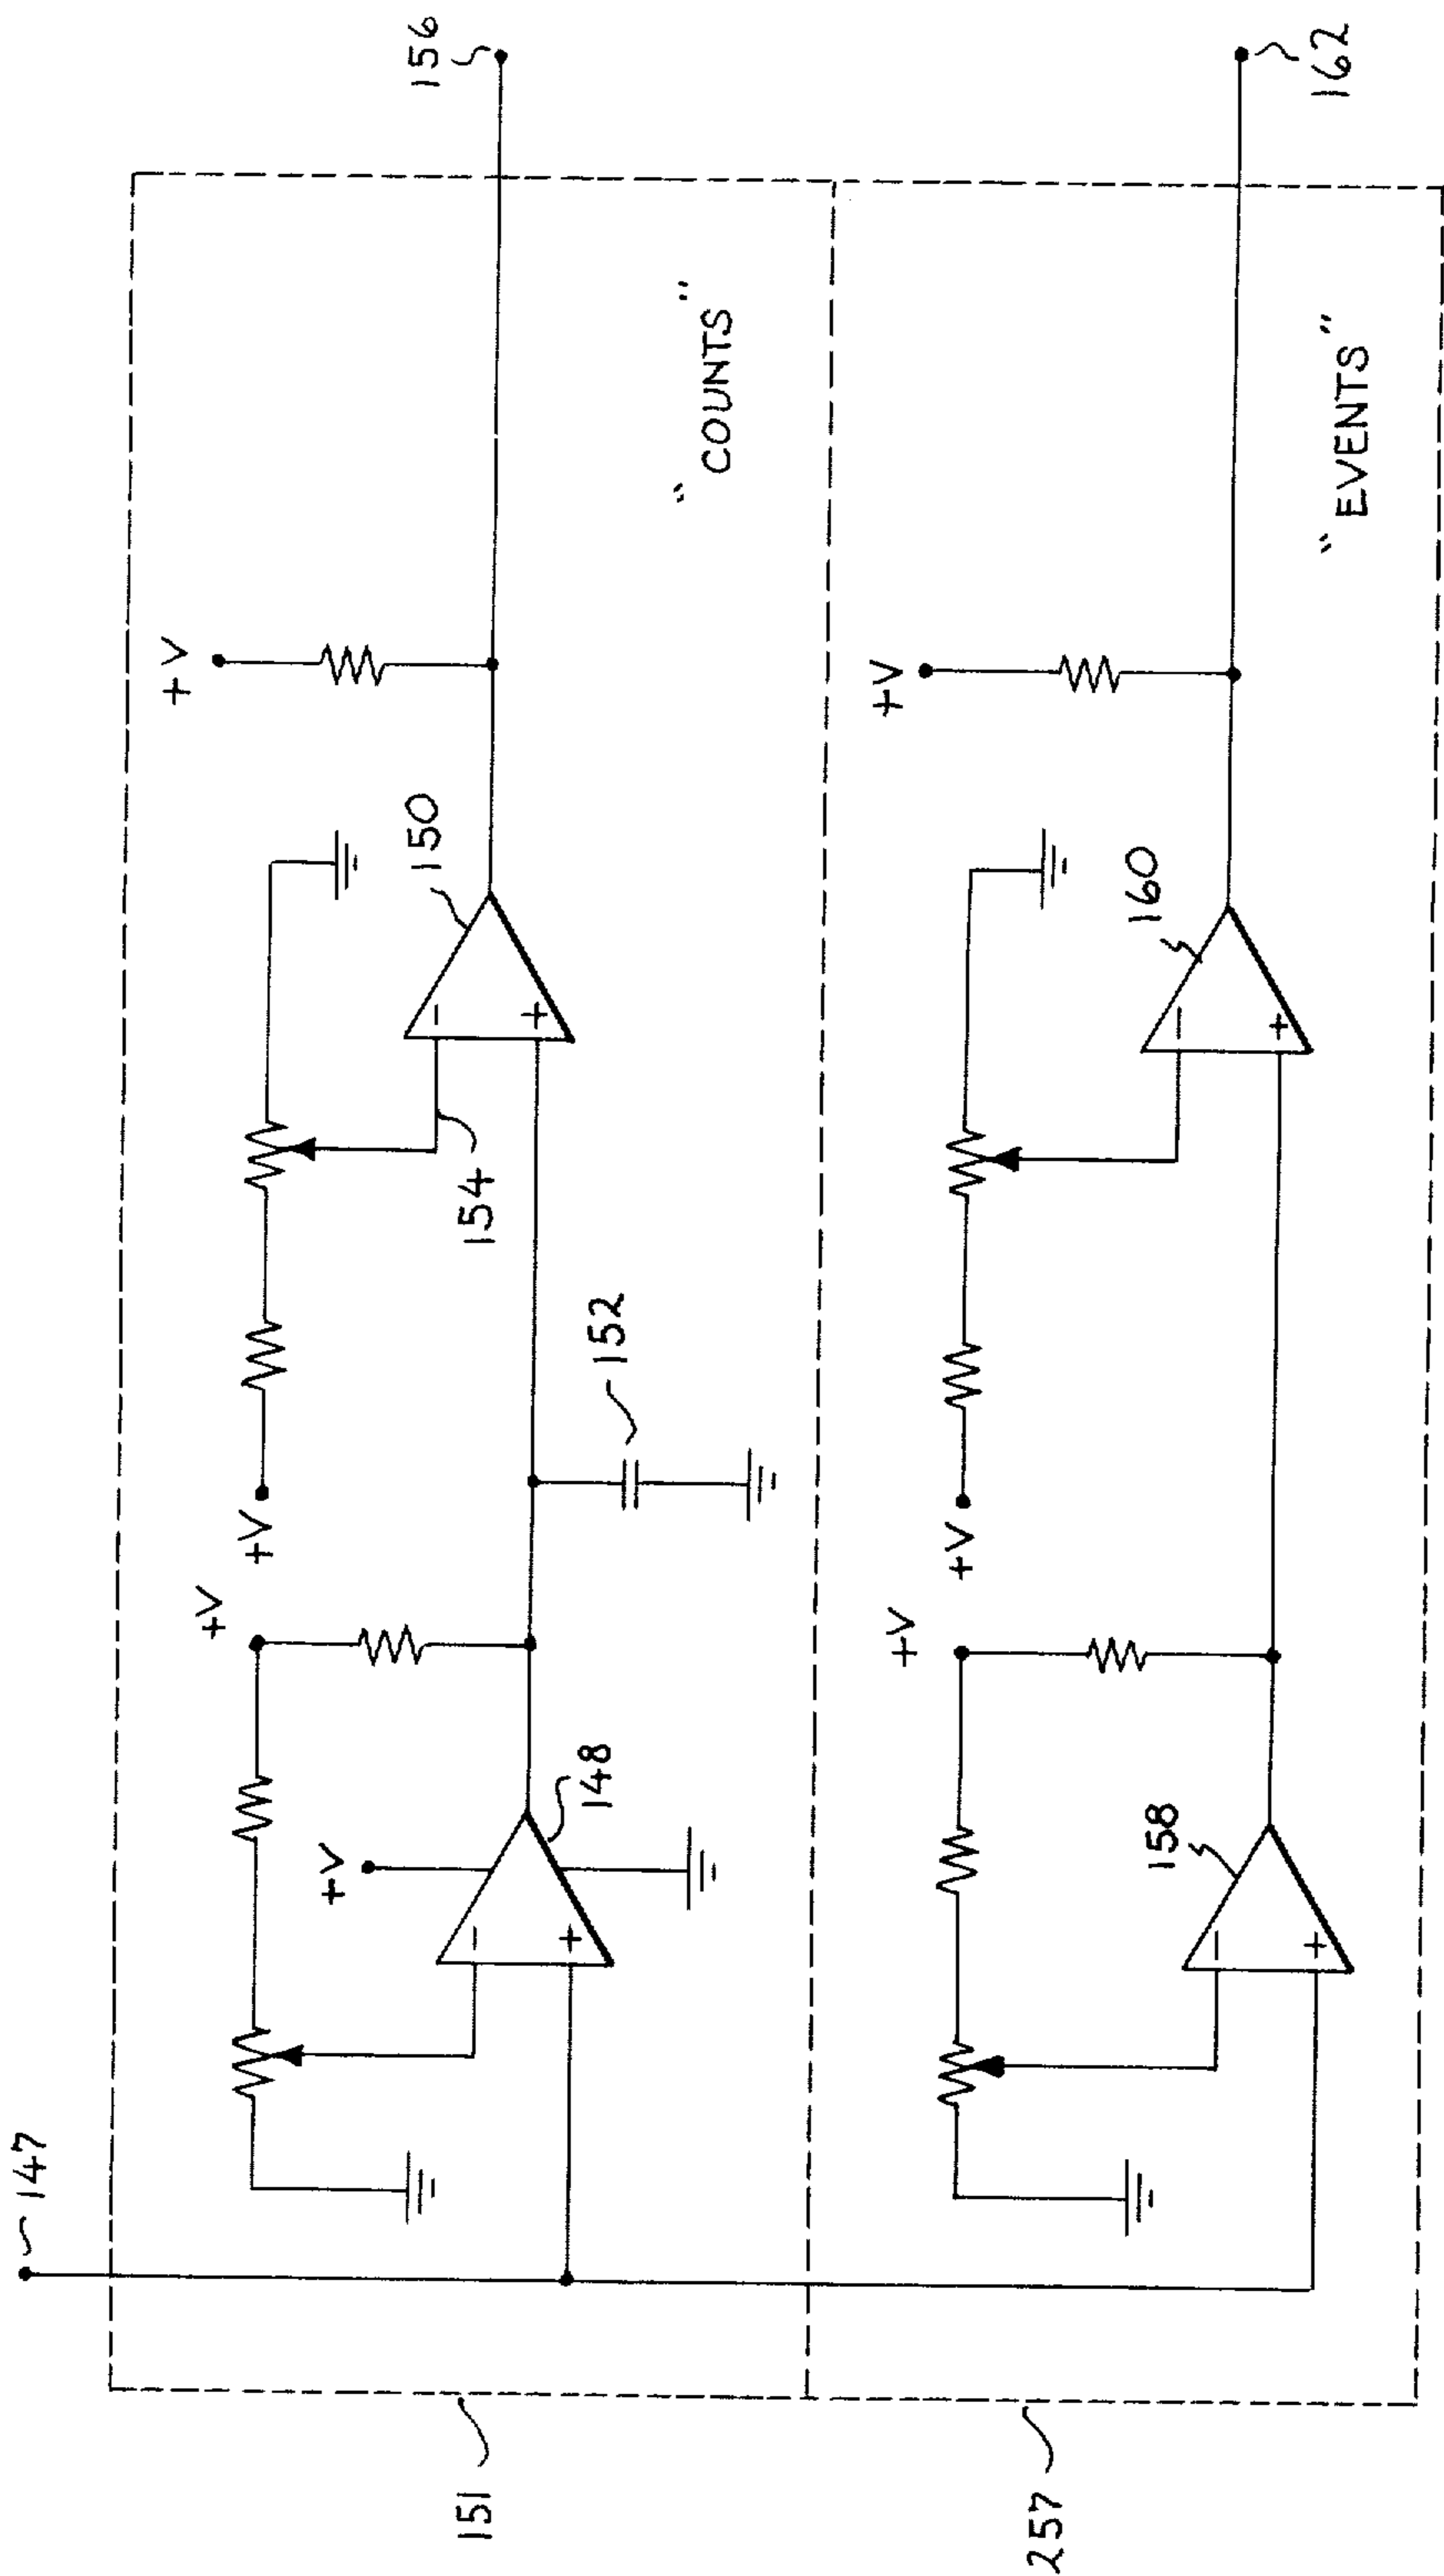 147
151
+V
+V
+V
148
+V
152
154
150
156
" COUNTS "
257
+V
+V
+V
158
160
162
" EVENTS "
+
−
+
−
+
−
+
−